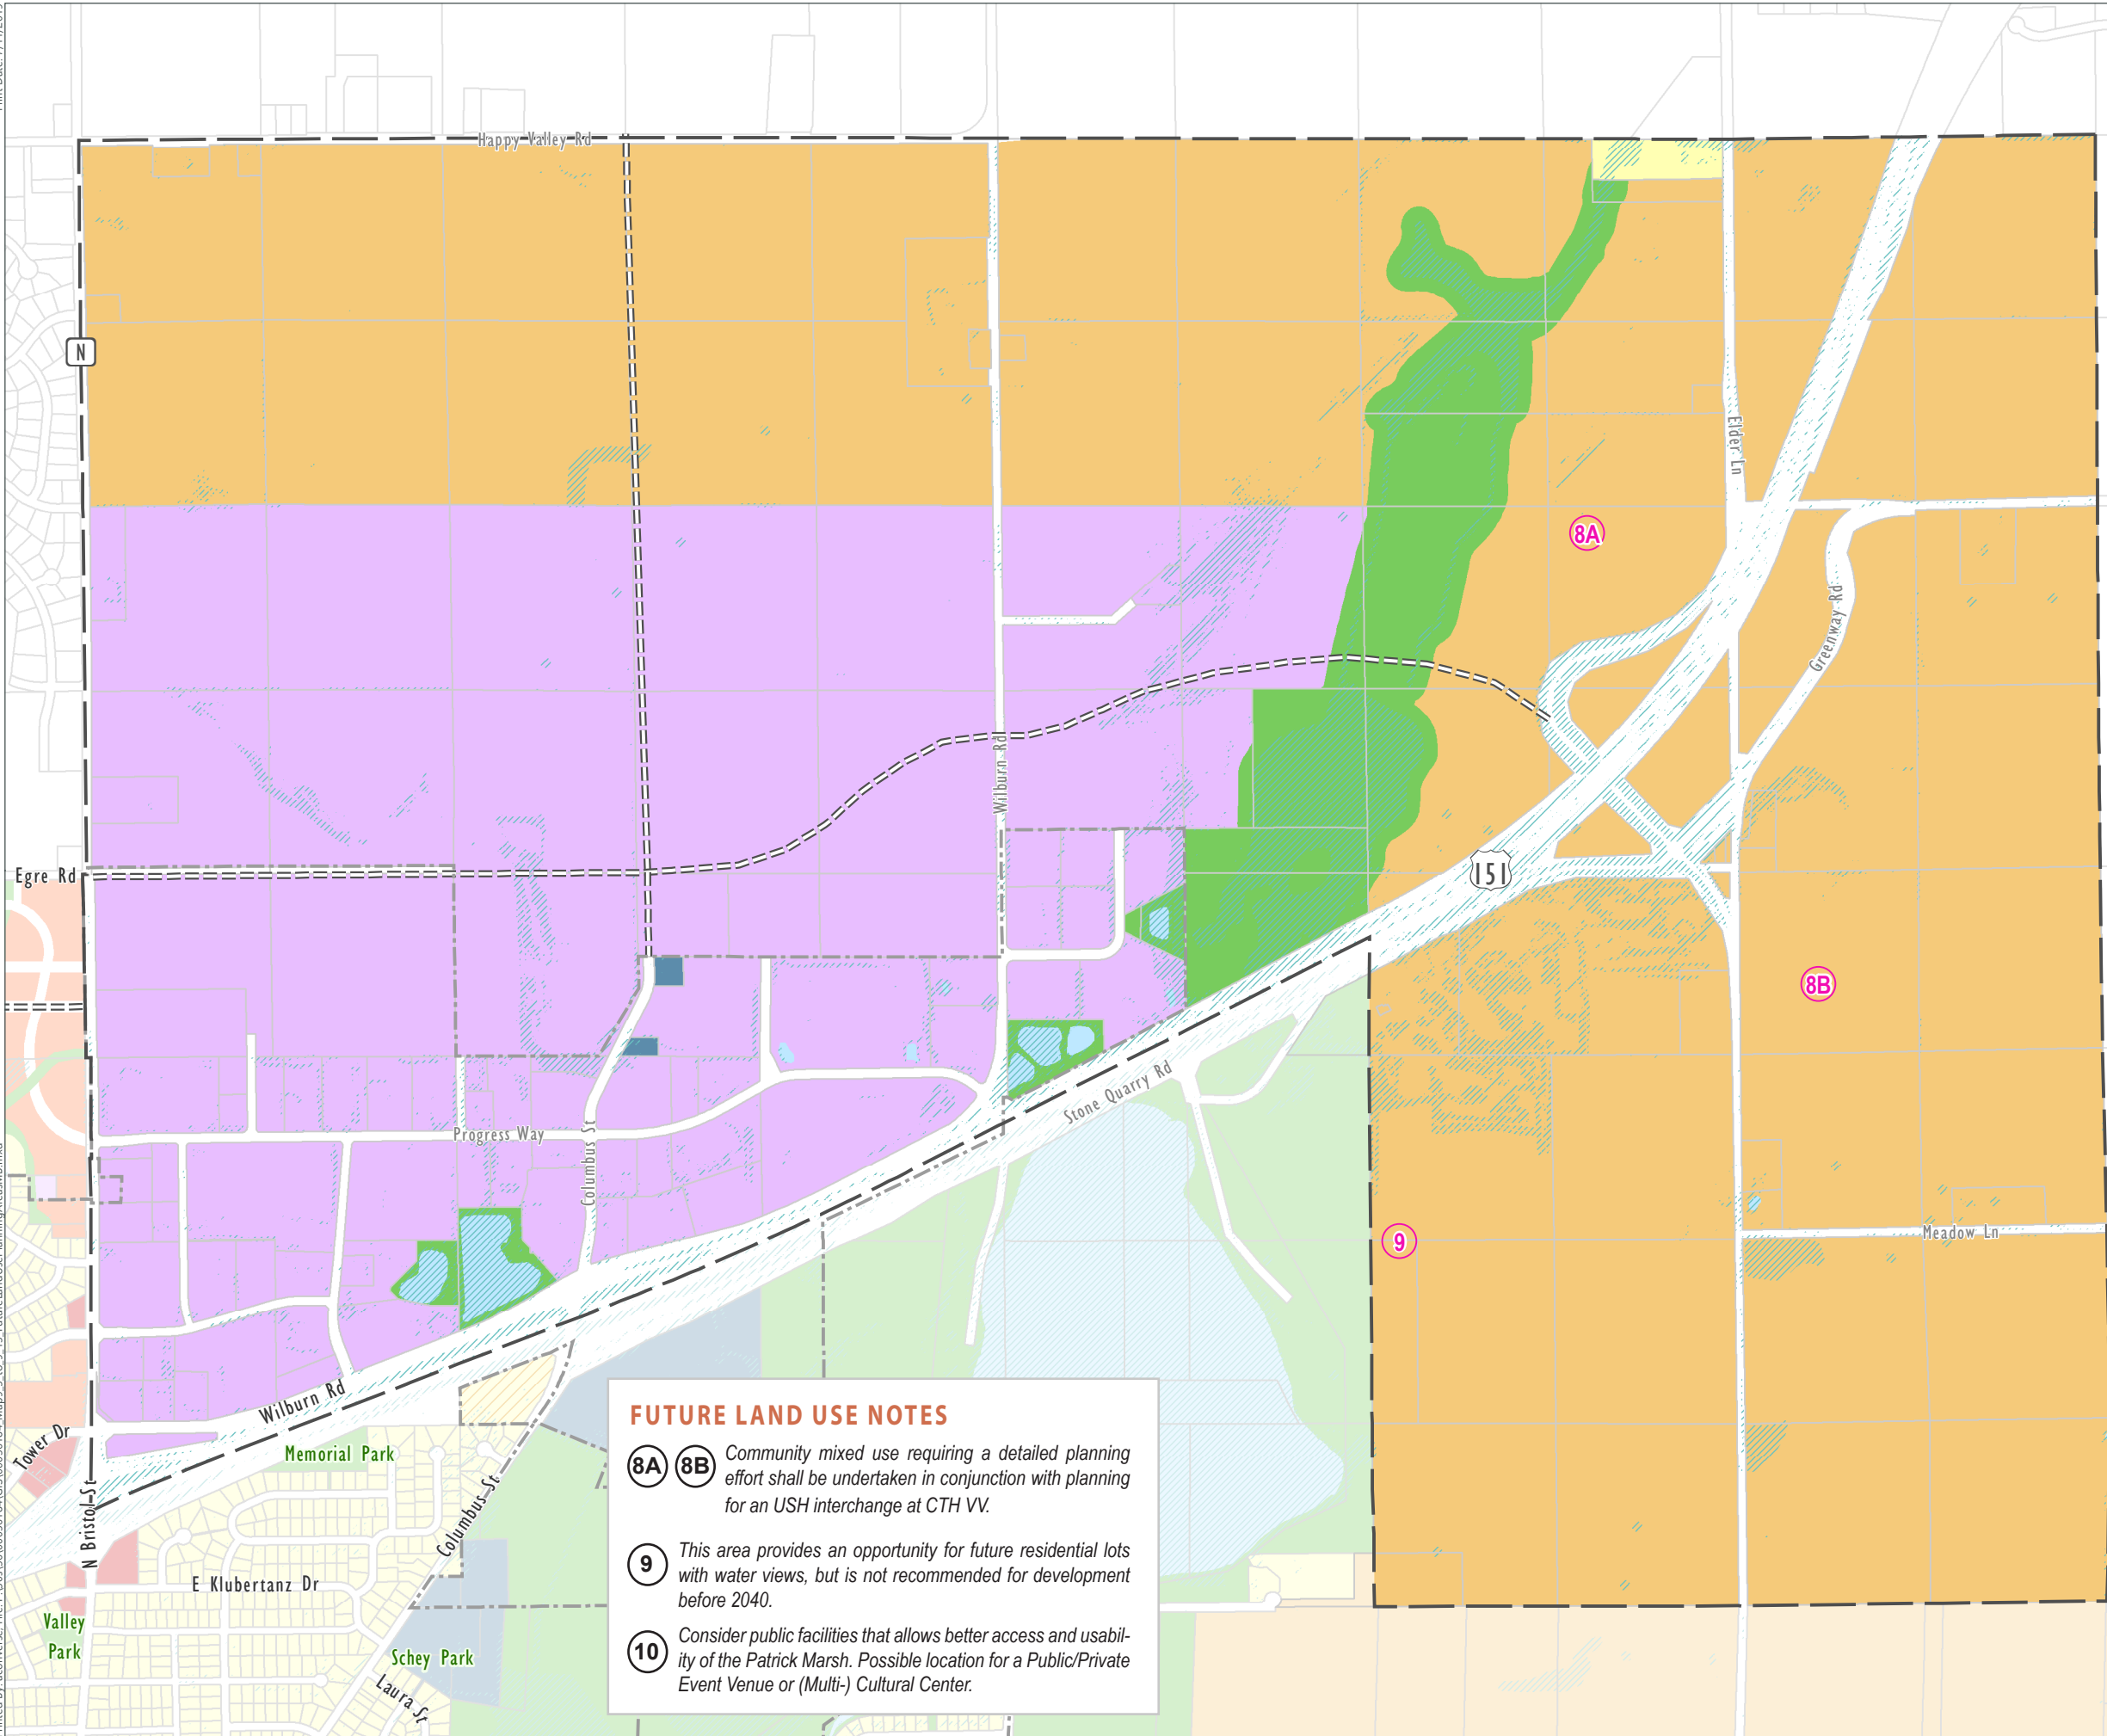 Happy Valley Rd
N
Elder Ln
8A
Greenway Rd
Wilburn Rd
Egre Rd
151
8B
Stone Quarry Rd
Progress Way
Columbus St
9
Meadow Ln
Wilburn Rd
Tower Dr
Memorial Park
N Bristol St
Columbus St
E Klubertanz Dr
Valley
Park
Schey Park
Laura St
FUTURE LAND USE NOTES
8A 8B Community mixed use requiring a detailed planning
effort shall be undertaken in conjunction with planning
for an USH interchange at CTH VV.
9 This area provides an opportunity for future residential lots
with water views, but is not recommended for development
before 2040.
10 Consider public facilities that allows better access and usabil-
ity of the Patrick Marsh. Possible location for a Public/Private
Event Venue or (Multi-) Cultural Center.